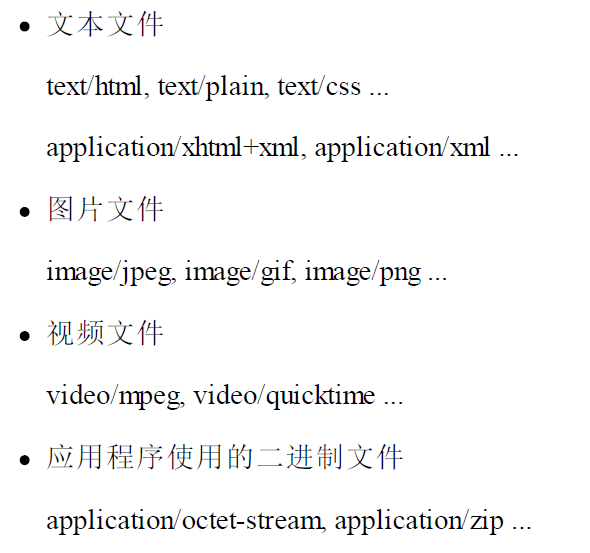 ● 文本文件
text/html, text/plain, text/css ...
application/xhtml+xml, application/xml ...
● 图片文件
image/jpeg, image/gif, image/png ...
● 视频文件
video/mpeg, video/quicktime ...
● 应用程序使用的二进制文件
application/octet-stream, application/zip ...